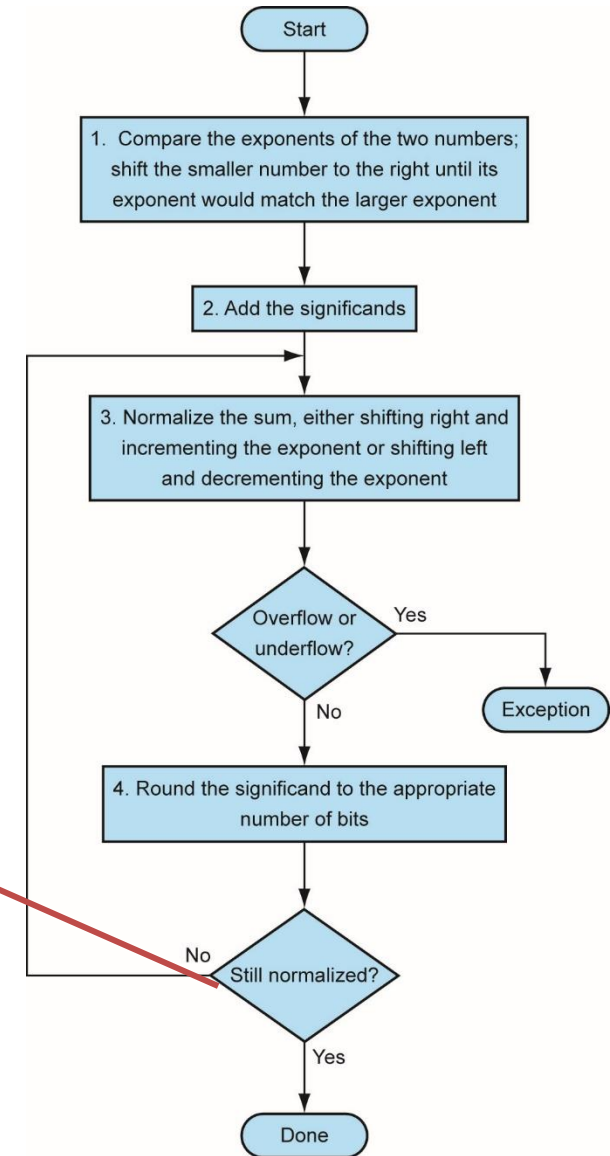 Start
1. Compare the exponents of the two numbers;
shift the smaller number to the right until its
exponent would match the larger exponent
2. Add the significands
3. Normalize the sum, either shifting right and
incrementing the exponent or shifting left
and decrementing the exponent
Overflow or
underflow?
Yes
No
Exception
4. Round the significand to the appropriate
number of bits
No
Still normalized?
Yes
Done